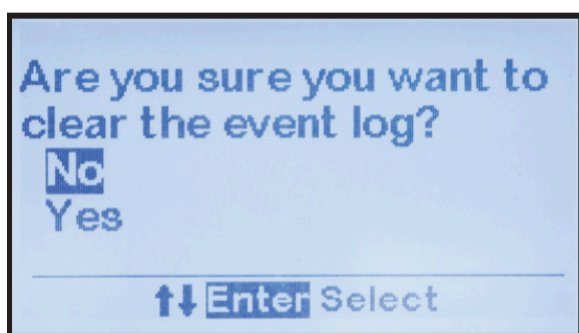 Are you sure you want to
clear the event log?
No
Yes
↑↓ Enter Select